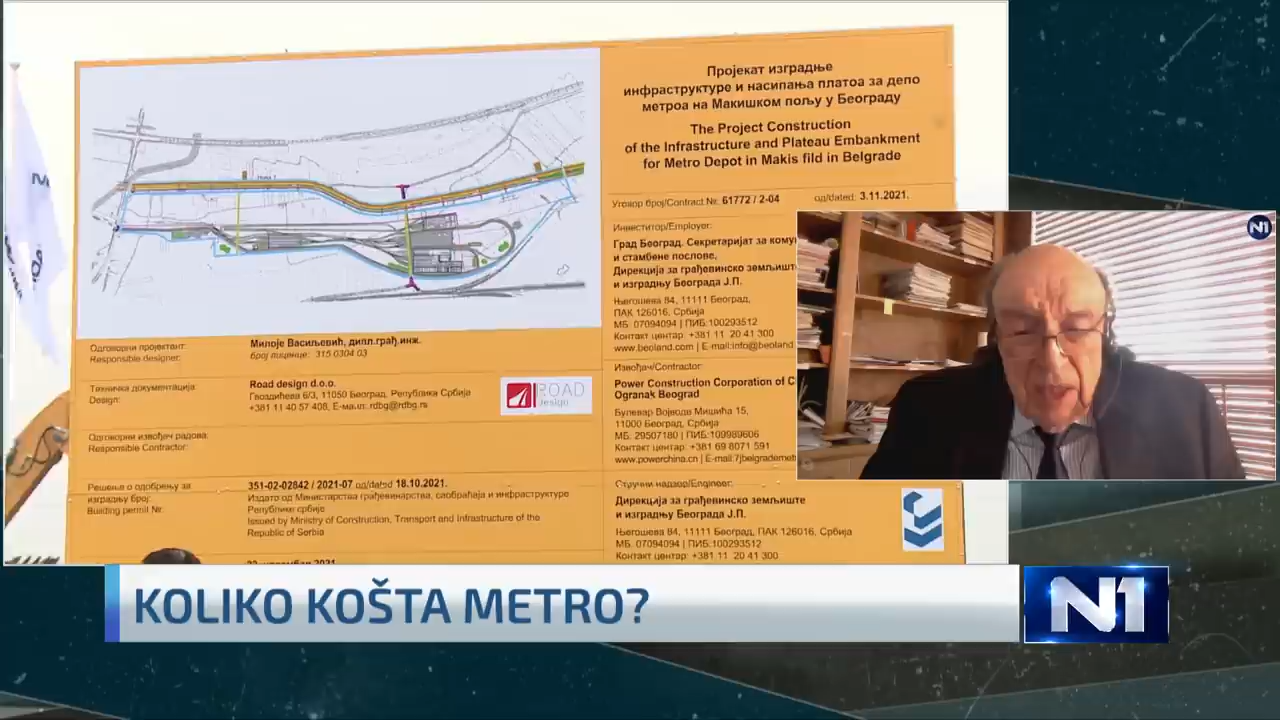 Пројекат изградње
инфраструктуре и насипања платоа за депо
метроа на Макишком пољу у Београду
The Project Construction
of the Infrastructure and Plateau Embankment
for Metro Depot in Makis fild in Belgrade
Уговор број/Contract №: 61772 / 2-04 од/dated: 3.11.2021.
Инвеститор/Employer:
Град Београд. Секретаријат за кому
и стамбене послове,
Дирекција за грађевинско земљишт
и изградњу Београда Ј.П.
Његошева 84, 11111 Београд,
ПАК 126016, Србија
МБ: 07094094 | ПИБ:100293512
Контакт центар: +381 11 20 41 300
www.beoland.com | E-mail:info@beoland
Извођач/Contractor:
Power Construction Corporation of C
Ogranak Beograd
Булевар Војводе Мишића 15,
11000 Београд, Србија
МБ: 29507180 | ПИБ:109989606
Контакт центар: +381 69 8071 591
www.powerchina.cn | E-mail:7jbelgrademet
Стручни надзор/Engineer:
Дирекција за грађевинско земљиште
и изградњу Београда Ј.П.
Његошева 84, 11111 Београд, ПАК 126016, Србија
МБ. 07094094 | ПИБ:100293512
Контакт центар: +381 11 20 41 300
Одговорни пројектант:
Responsible designer:
Милоје Васиљевић, дипл.грађ.инж.
број лиценце: 315 0304 03
Техничка документација:
Design:
Road design d.o.o.
Гвоздићева 6/3, 11050 Београд, Република Србија
+381 11 40 57 408, Е-маил: rdbg@rdbg.rs
ROAD
design
Одговорни извођач радова:
Responsible Contractor:
Решење о одобрењу за
изградњу број:
Building permit №:
351-02-02842 / 2021-07 од/dated 18.10.2021.
Издато од Министарства грађевинарства, саобраћаја и инфраструктуре
Републике србије
Issued by Ministry of Construction, Transport and Infrastructure of the
Republic of Serbia
N1
KOLIKO KOŠTA METRO?
N1